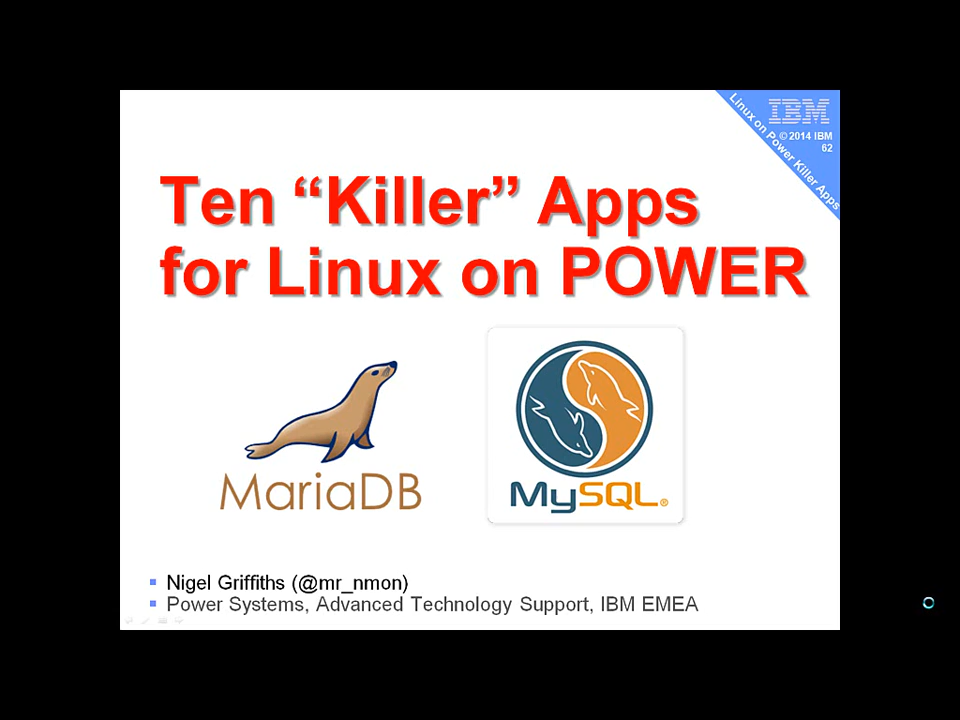 Linux on Power Killer Apps
IBM
© 2014 IBM
62
Ten “Killer” Apps
for Linux on POWER
MariaDB
MySQL®
Nigel Griffiths (@mr_nmon)
Power Systems, Advanced Technology Support, IBM EMEA